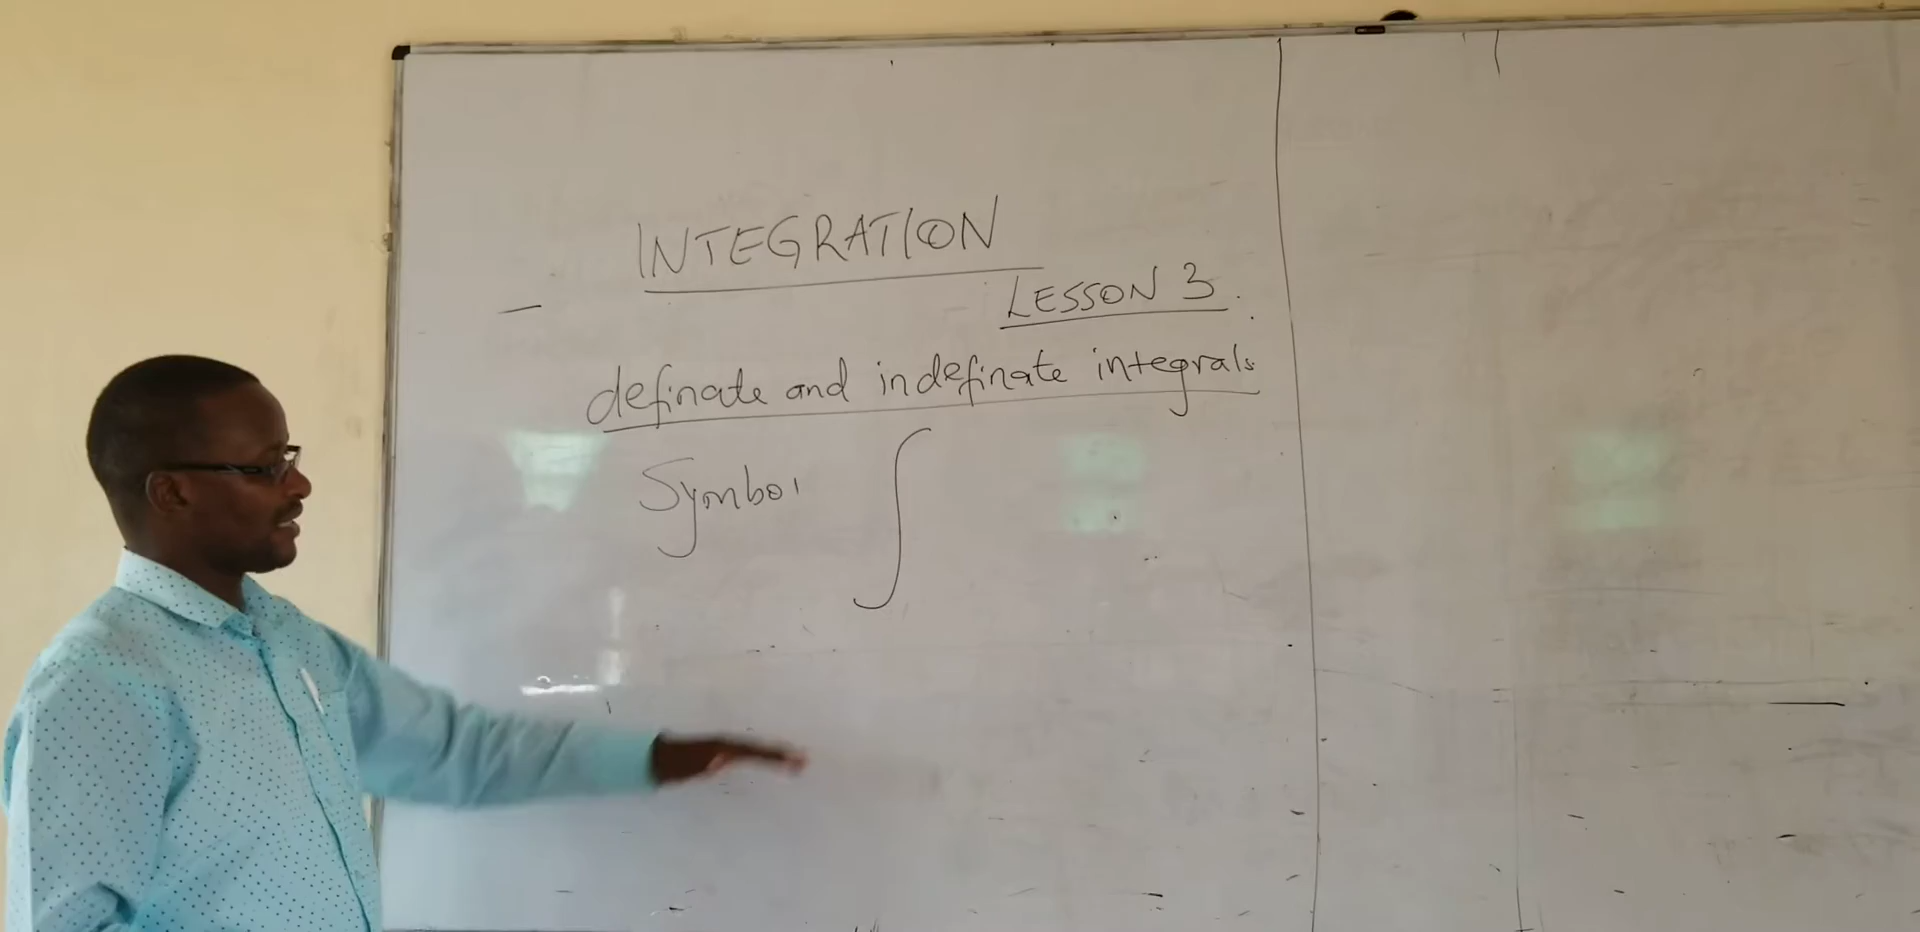 INTEGRATION
LESSON 3.
definate and indefinate integrals
Symbol ∫